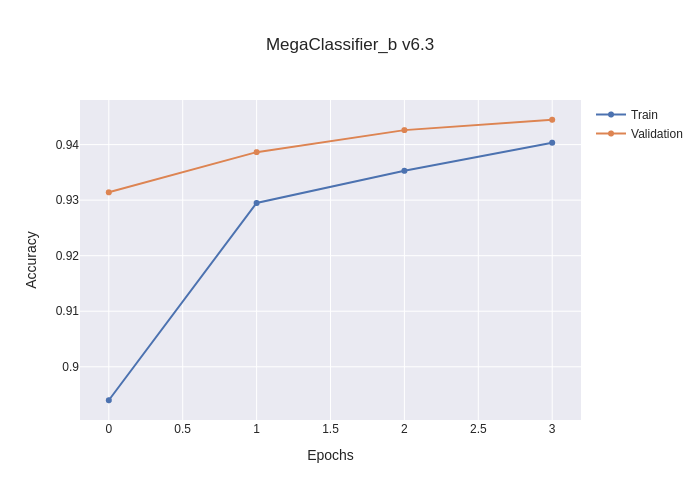 MegaClassifier_b v6.3
Train
Validation
Accuracy
0.94
0.93
0.92
0.91
0.9
0 0.5 1 1.5 2 2.5 3
Epochs